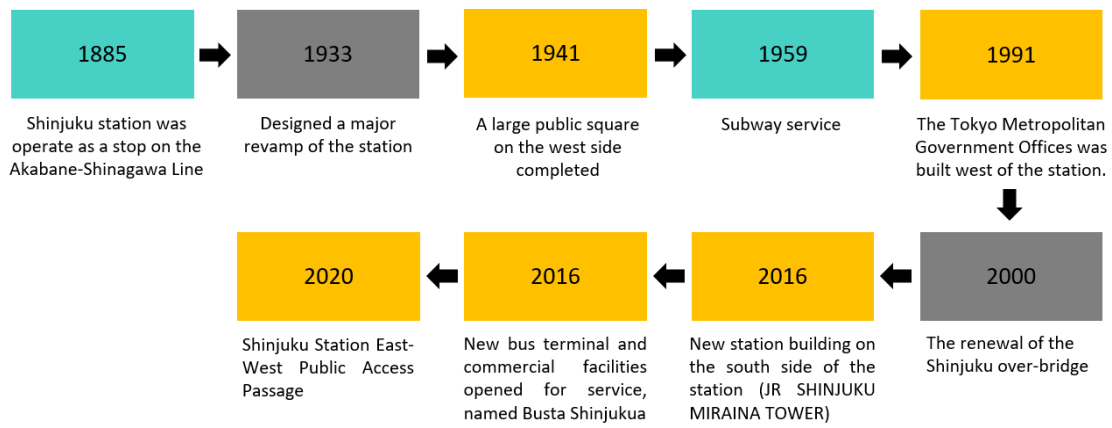 1885
Shinjuku station was
operate as a stop on the
Akabane-Shinagawa Line
1933
Designed a major
revamp of the station
1941
A large public square
on the west side
completed
1959
Subway service
1991
The Tokyo Metropolitan
Government Offices was
built west of the station.
2000
The renewal of the
Shinjuku over-bridge
2016
New station building on
the south side of the
station (JR SHINJUKU
MIRAINA TOWER)
2016
New bus terminal and
commercial facilities
opened for service,
named Busta Shinjukua
2020
Shinjuku Station East-
West Public Access
Passage